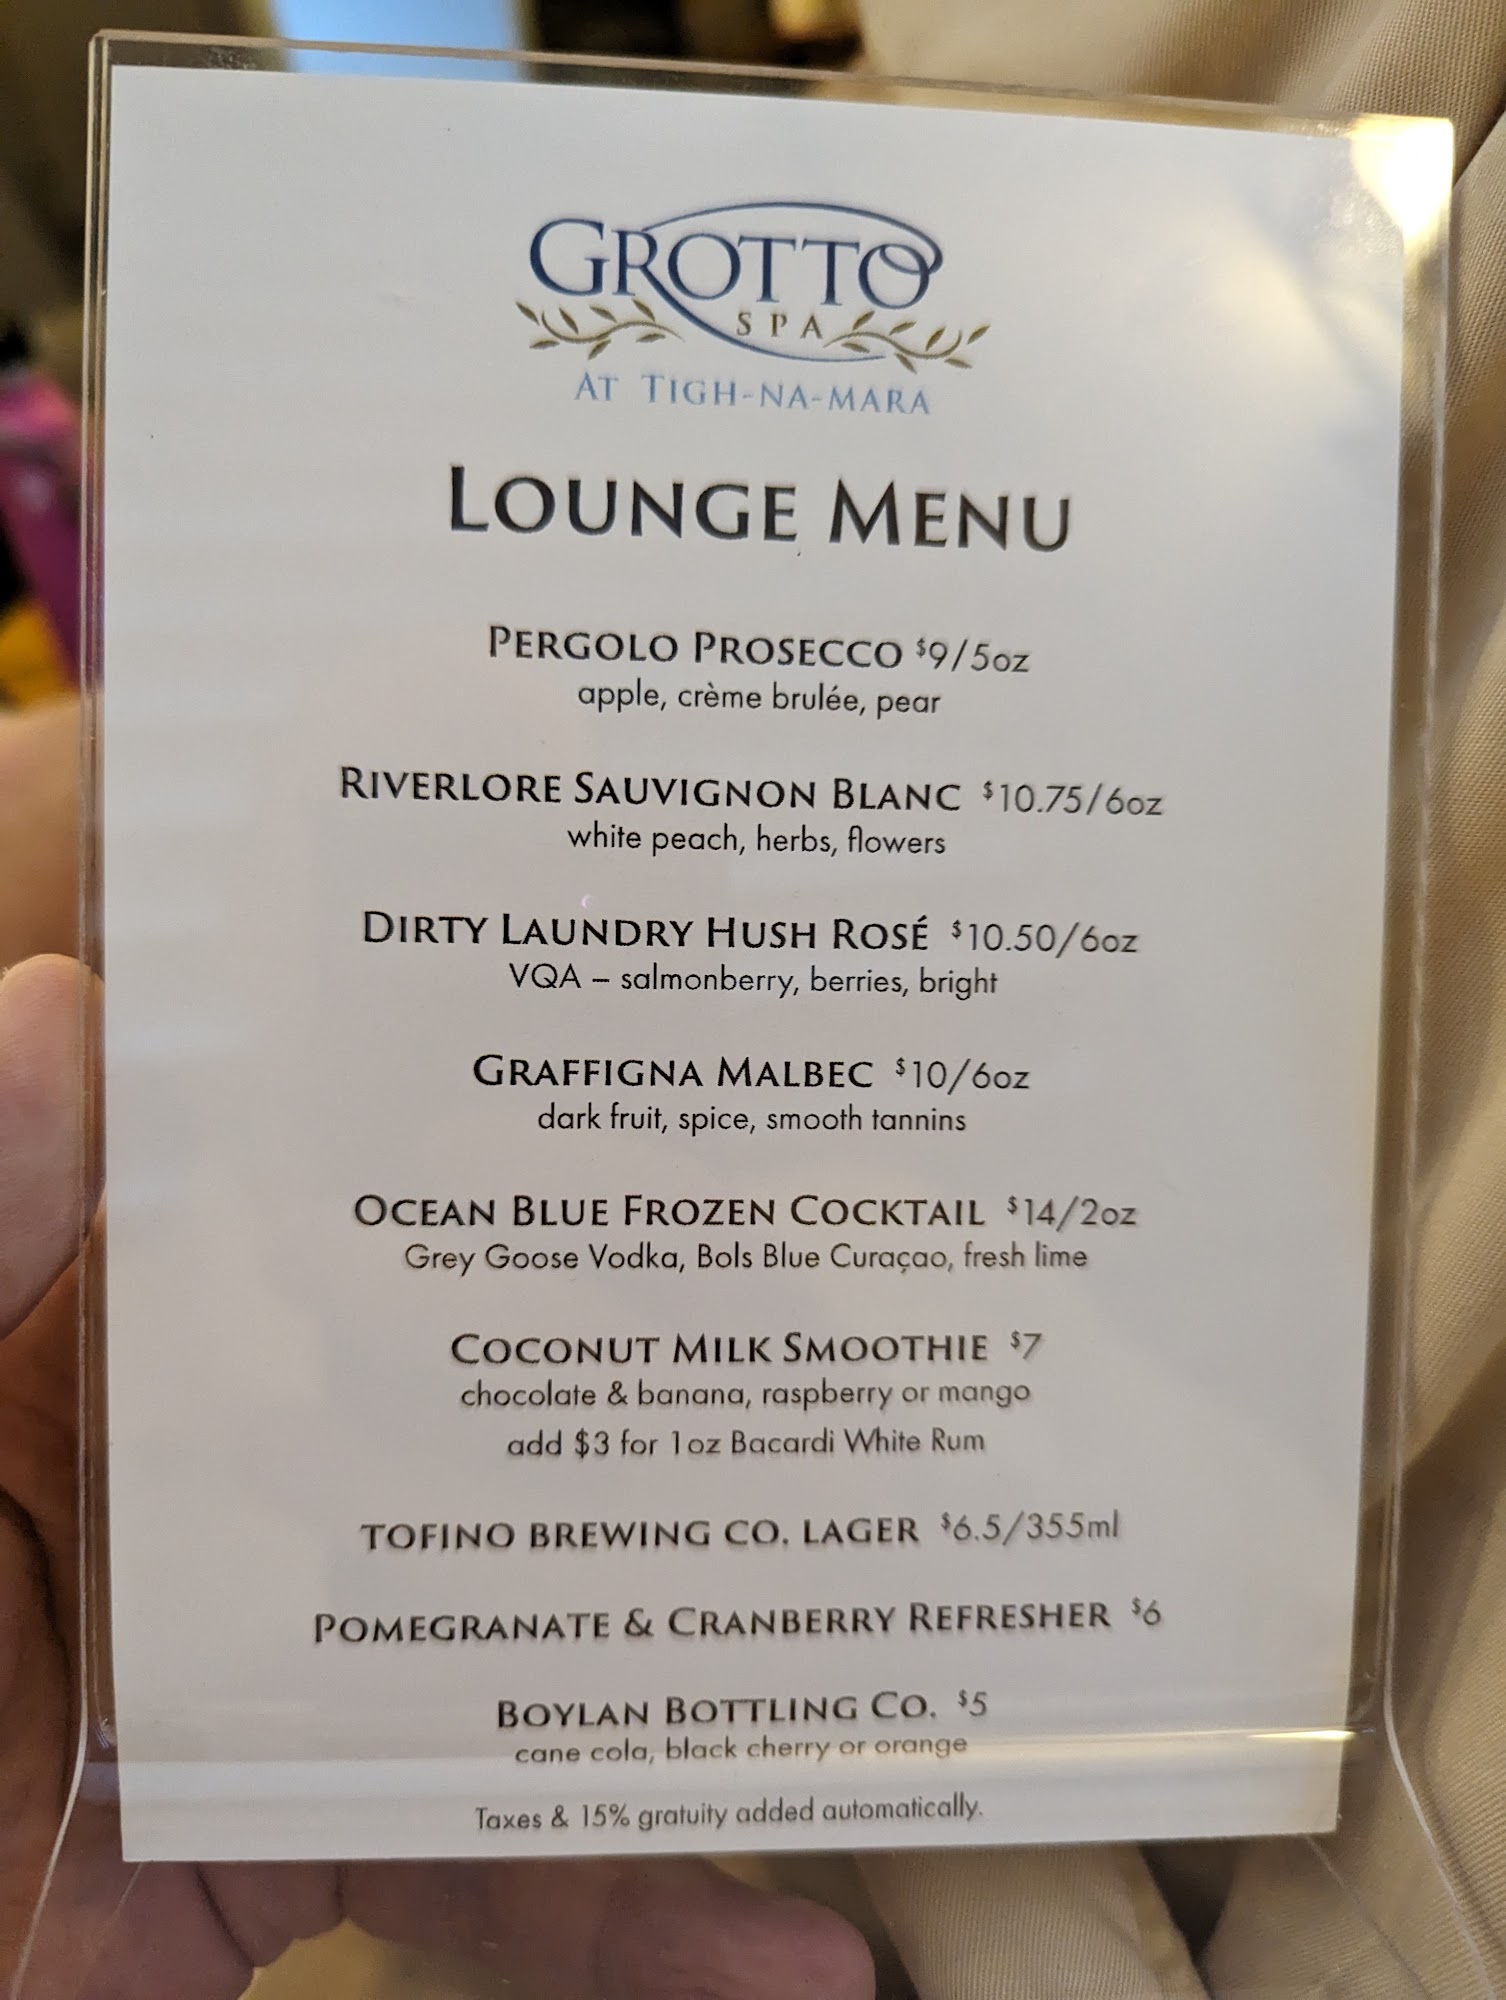 GROTTO
SPA
AT TIGH-NA-MARA
LOUNGE MENU
PERGOLO PROSECCO $9/5oz
apple, crème brulée, pear
RIVERLORE SAUVIGNON BLANC $10.75/6oz
white peach, herbs, flowers
DIRTY LAUNDRY HUSH ROSÉ $10.50/6oz
VQA – salmonberry, berries, bright
GRAFFIGNA MALBEC $10/6oz
dark fruit, spice, smooth tannins
OCEAN BLUE FROZEN COCKTAIL $14/2oz
Grey Goose Vodka, Bols Blue Curaçao, fresh lime
COCONUT MILK SMOOTHIE $7
chocolate & banana, raspberry or mango
add $3 for 1oz Bacardi White Rum
TOFINO BREWING CO. LAGER $6.5/355ml
POMEGRANATE & CRANBERRY REFRESHER $6
BOYLAN BOTTLING CO. $5
cane cola, black cherry or orange
Taxes & 15% gratuity added automatically.